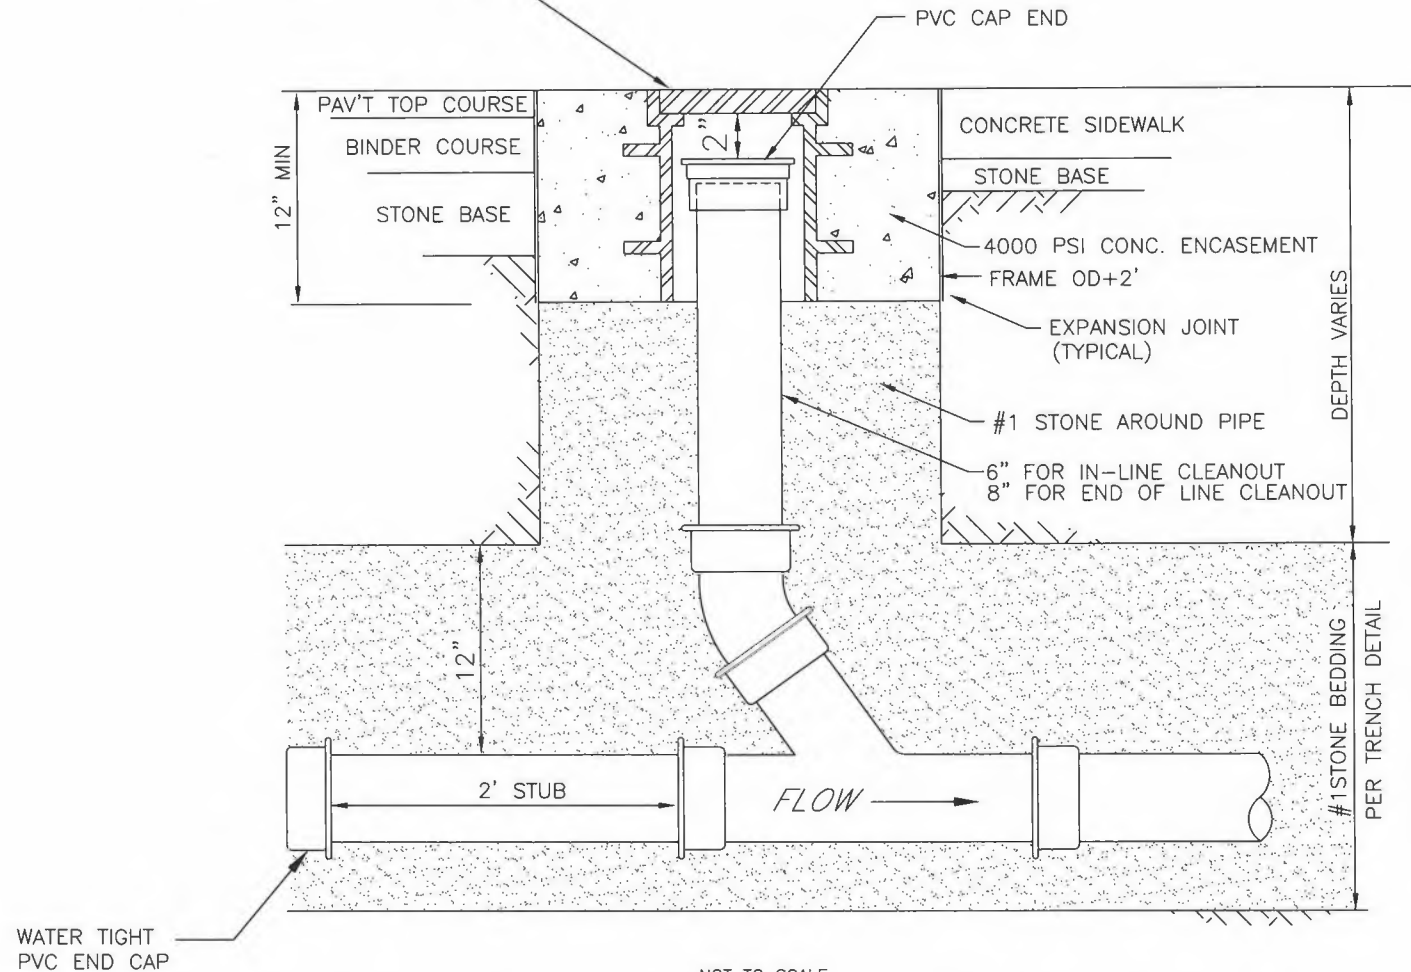 PVC CAP END
PAV'T TOP COURSE
BINDER COURSE
STONE BASE
12" MIN
2"
CONCRETE SIDEWALK
STONE BASE
4000 PSI CONC. ENCASEMENT
FRAME OD+2'
EXPANSION JOINT
(TYPICAL)
DEPTH VARIES
#1 STONE AROUND PIPE
6" FOR IN-LINE CLEANOUT
8" FOR END OF LINE CLEANOUT
12"
2' STUB
FLOW
#1STONE BEDDING
PER TRENCH DETAIL
WATER TIGHT
PVC END CAP
NOT TO SCALE